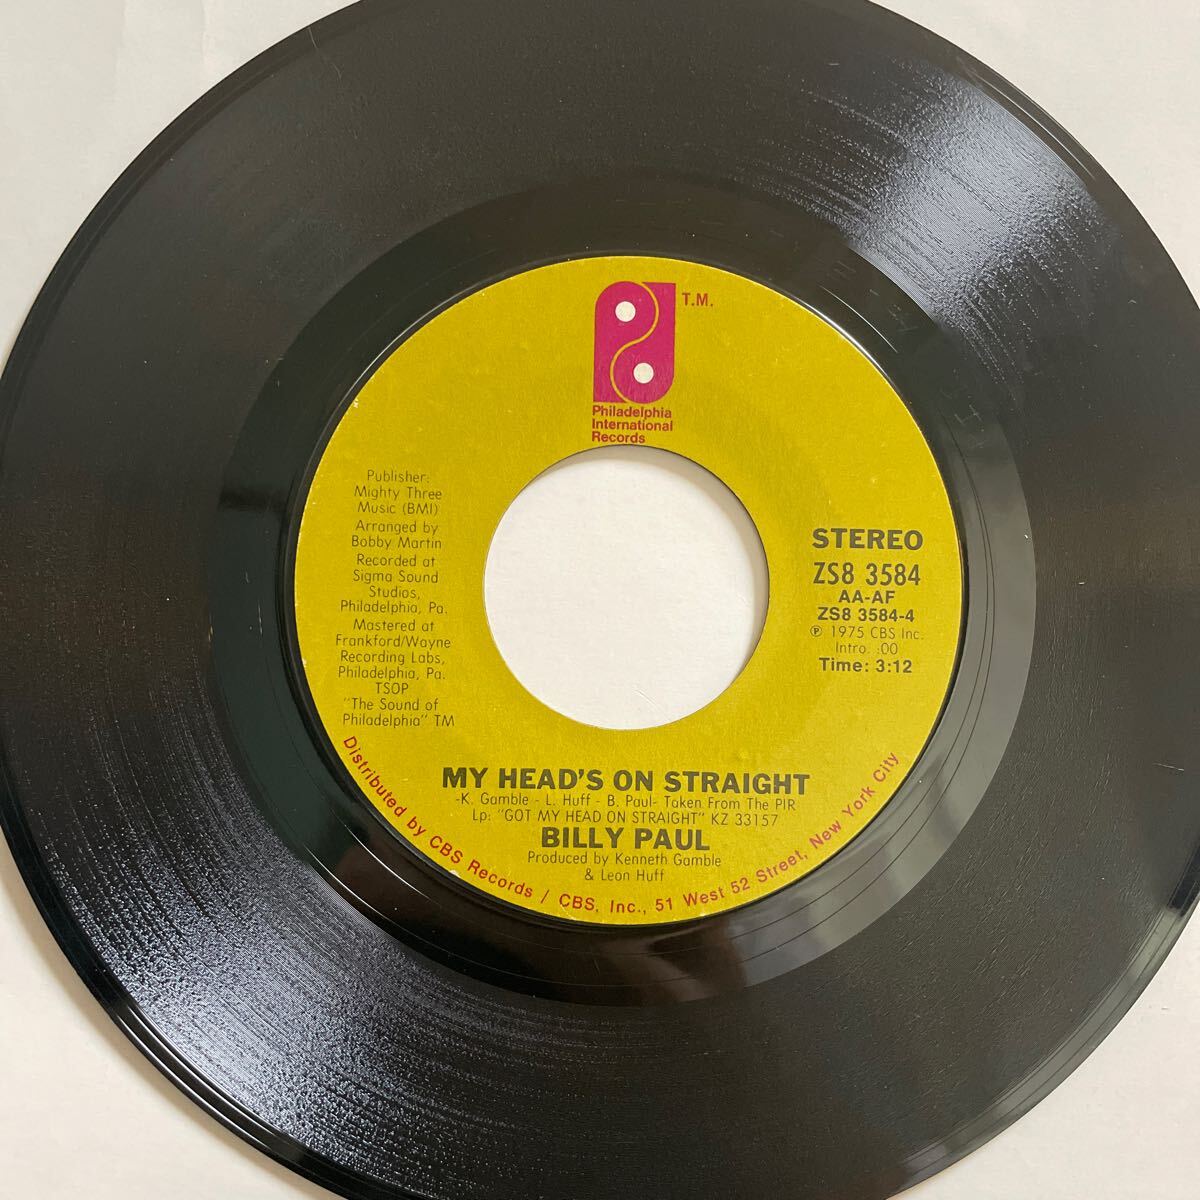 T.M.
Philadelphia
International
Records
Publisher:
Mighty Three
Music (BMI)
Arranged by
Bobby Martin
Recorded at
Sigma Sound
Studios,
Philadelphia, Pa.
Mastered at
Frankford/Wayne
Recording Labs,
Philadelphia, Pa.
TSOP
"The Sound of
Philadelphia" TM
STEREO
ZS8 3584
AA-AF
ZS8 3584-4
℗ 1975 CBS Inc.
Intro. :00
Time: 3:12
MY HEAD'S ON STRAIGHT
-K. Gamble - L. Huff - B. Paul- Taken From The PIR
Lp: "GOT MY HEAD ON STRAIGHT" KZ 33157
BILLY PAUL
Produced by Kenneth Gamble
& Leon Huff
Distributed by CBS Records / CBS, Inc., 51 West 52 Street, New York City